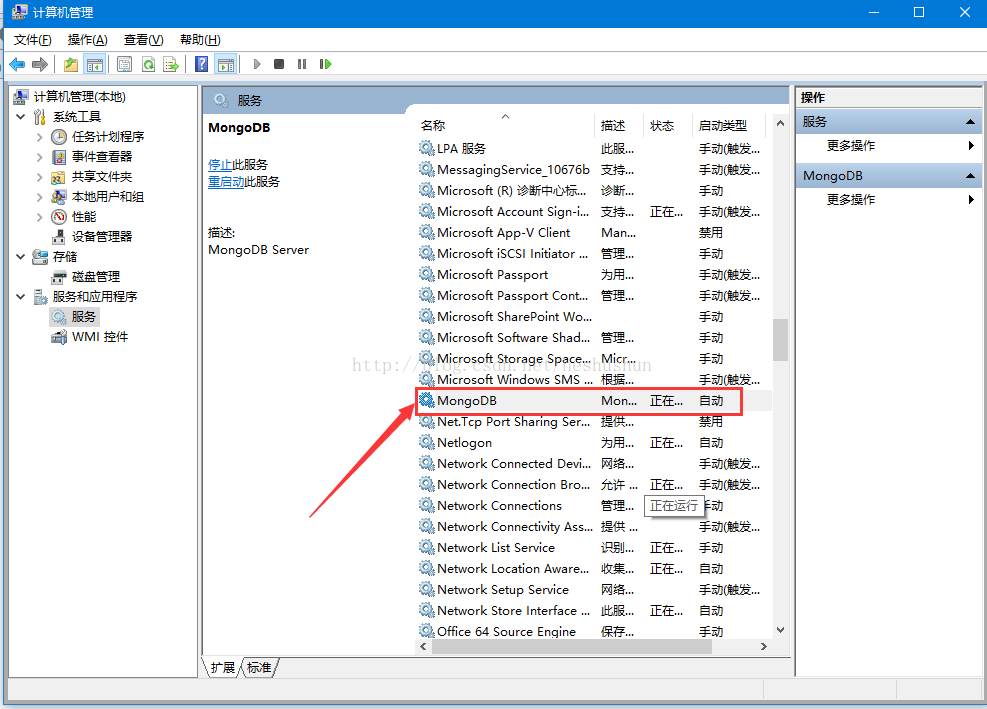 计算机管理
文件(F) 操作(A) 查看(V) 帮助(H)
计算机管理(本地)
系统工具
任务计划程序
事件查看器
共享文件夹
本地用户和组
性能
设备管理器
存储
磁盘管理
服务和应用程序
服务
WMI 控件
服务
MongoDB
停止此服务
重启动此服务
描述:
MongoDB Server
名称 描述 状态 启动类型
LPA 服务 此服... 手动(触发...
MessagingService_10676b 支持... 手动(触发...
Microsoft (R) 诊断中心标... 诊断... 手动
Microsoft Account Sign-i... 支持... 正在... 手动(触发...
Microsoft App-V Client Man... 禁用
Microsoft iSCSI Initiator ... 管理... 手动
Microsoft Passport 为用... 手动(触发...
Microsoft Passport Cont... 管理... 手动(触发...
Microsoft SharePoint Wo... 手动
Microsoft Software Shad... 管理... 手动
Microsoft Storage Space... Micr... 手动
http://blog.csdn.net/heshushun
Microsoft Windows SMS ... 根据... 手动(触发...
MongoDB Mon... 正在... 自动
Net.Tcp Port Sharing Ser... 提供... 禁用
Netlogon 为用... 正在... 自动
Network Connected Devi... 网络... 手动(触发...
Network Connection Bro... 允许 ... 正在... 手动(触发...
Network Connections 管理... 正在运行 手动
Network Connectivity Ass... 提供 ... 手动(触发...
Network List Service 识别... 正在... 手动
Network Location Aware... 收集... 正在... 自动
Network Setup Service 网络... 手动(触发...
Network Store Interface ... 此服... 正在... 自动
Office 64 Source Engine 保存... 手动
扩展 标准
操作
服务
更多操作
MongoDB
更多操作